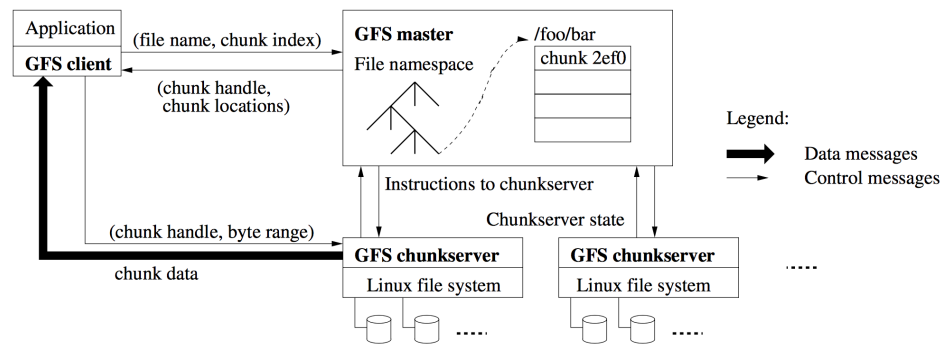 Application
GFS client
(file name, chunk index)
(chunk handle,
chunk locations)
GFS master
File namespace
/foo/bar
chunk 2ef0
Legend:
Data messages
Control messages
Instructions to chunkserver
Chunkserver state
(chunk handle, byte range)
chunk data
GFS chunkserver
Linux file system
GFS chunkserver
Linux file system